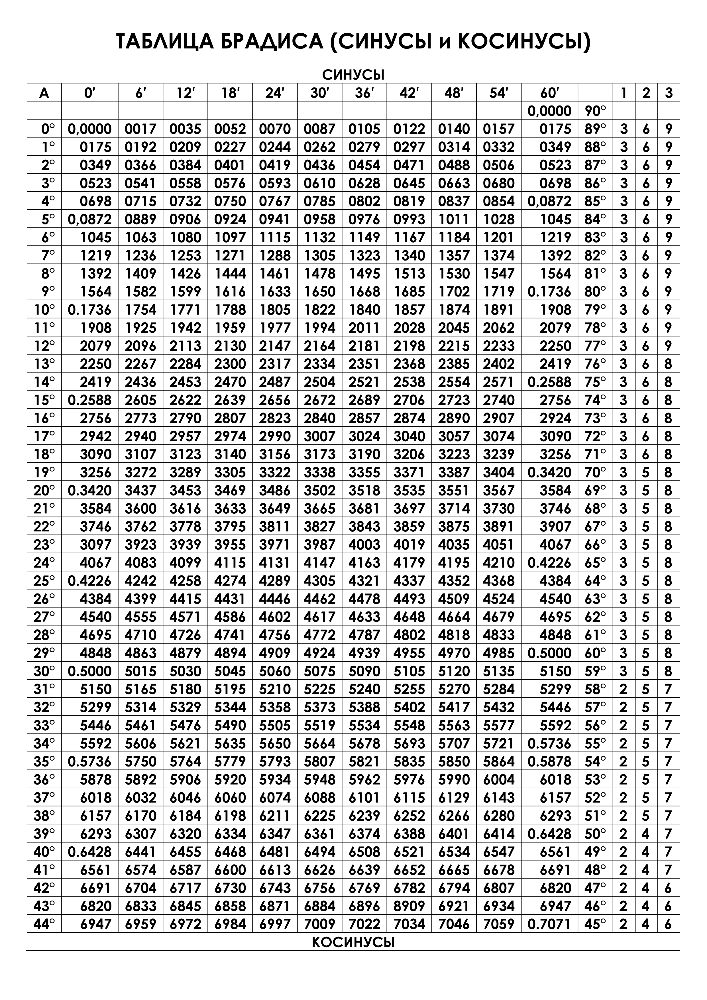 ТАБЛИЦА БРАДИСА (СИНУСЫ и КОСИНУСЫ)
СИНУСЫ
А 0′ 6′ 12′ 18′ 24′ 30′ 36′ 42′ 48′ 54′ 60′ 1 2 3
0,0000 90°
0° 0,0000 0017 0035 0052 0070 0087 0105 0122 0140 0157 0175 89° 3 6 9
1° 0175 0192 0209 0227 0244 0262 0279 0297 0314 0332 0349 88° 3 6 9
2° 0349 0366 0384 0401 0419 0436 0454 0471 0488 0506 0523 87° 3 6 9
3° 0523 0541 0558 0576 0593 0610 0628 0645 0663 0680 0698 86° 3 6 9
4° 0698 0715 0732 0750 0767 0785 0802 0819 0837 0854 0,0872 85° 3 6 9
5° 0,0872 0889 0906 0924 0941 0958 0976 0993 1011 1028 1045 84° 3 6 9
6° 1045 1063 1080 1097 1115 1132 1149 1167 1184 1201 1219 83° 3 6 9
7° 1219 1236 1253 1271 1288 1305 1323 1340 1357 1374 1392 82° 3 6 9
8° 1392 1409 1426 1444 1461 1478 1495 1513 1530 1547 1564 81° 3 6 9
9° 1564 1582 1599 1616 1633 1650 1668 1685 1702 1719 0.1736 80° 3 6 9
10° 0.1736 1754 1771 1788 1805 1822 1840 1857 1874 1891 1908 79° 3 6 9
11° 1908 1925 1942 1959 1977 1994 2011 2028 2045 2062 2079 78° 3 6 9
12° 2079 2096 2113 2130 2147 2164 2181 2198 2215 2233 2250 77° 3 6 9
13° 2250 2267 2284 2300 2317 2334 2351 2368 2385 2402 2419 76° 3 6 8
14° 2419 2436 2453 2470 2487 2504 2521 2538 2554 2571 0.2588 75° 3 6 8
15° 0.2588 2605 2622 2639 2656 2672 2689 2706 2723 2740 2756 74° 3 6 8
16° 2756 2773 2790 2807 2823 2840 2857 2874 2890 2907 2924 73° 3 6 8
17° 2942 2940 2957 2974 2990 3007 3024 3040 3057 3074 3090 72° 3 6 8
18° 3090 3107 3123 3140 3156 3173 3190 3206 3223 3239 3256 71° 3 6 8
19° 3256 3272 3289 3305 3322 3338 3355 3371 3387 3404 0.3420 70° 3 5 8
20° 0.3420 3437 3453 3469 3486 3502 3518 3535 3551 3567 3584 69° 3 5 8
21° 3584 3600 3616 3633 3649 3665 3681 3697 3714 3730 3746 68° 3 5 8
22° 3746 3762 3778 3795 3811 3827 3843 3859 3875 3891 3907 67° 3 5 8
23° 3097 3923 3939 3955 3971 3987 4003 4019 4035 4051 4067 66° 3 5 8
24° 4067 4083 4099 4115 4131 4147 4163 4179 4195 4210 0.4226 65° 3 5 8
25° 0.4226 4242 4258 4274 4289 4305 4321 4337 4352 4368 4384 64° 3 5 8
26° 4384 4399 4415 4431 4446 4462 4478 4493 4509 4524 4540 63° 3 5 8
27° 4540 4555 4571 4586 4602 4617 4633 4648 4664 4679 4695 62° 3 5 8
28° 4695 4710 4726 4741 4756 4772 4787 4802 4818 4833 4848 61° 3 5 8
29° 4848 4863 4879 4894 4909 4924 4939 4955 4970 4985 0.5000 60° 3 5 8
30° 0.5000 5015 5030 5045 5060 5075 5090 5105 5120 5135 5150 59° 3 5 8
31° 5150 5165 5180 5195 5210 5225 5240 5255 5270 5284 5299 58° 2 5 7
32° 5299 5314 5329 5344 5358 5373 5388 5402 5417 5432 5446 57° 2 5 7
33° 5446 5461 5476 5490 5505 5519 5534 5548 5563 5577 5592 56° 2 5 7
34° 5592 5606 5621 5635 5650 5664 5678 5693 5707 5721 0.5736 55° 2 5 7
35° 0.5736 5750 5764 5779 5793 5807 5821 5835 5850 5864 0.5878 54° 2 5 7
36° 5878 5892 5906 5920 5934 5948 5962 5976 5990 6004 6018 53° 2 5 7
37° 6018 6032 6046 6060 6074 6088 6101 6115 6129 6143 6157 52° 2 5 7
38° 6157 6170 6184 6198 6211 6225 6239 6252 6266 6280 6293 51° 2 5 7
39° 6293 6307 6320 6334 6347 6361 6374 6388 6401 6414 0.6428 50° 2 4 7
40° 0.6428 6441 6455 6468 6481 6494 6508 6521 6534 6547 6561 49° 2 4 7
41° 6561 6574 6587 6600 6613 6626 6639 6652 6665 6678 6691 48° 2 4 7
42° 6691 6704 6717 6730 6743 6756 6769 6782 6794 6807 6820 47° 2 4 6
43° 6820 6833 6845 6858 6871 6884 6896 8909 6921 6934 6947 46° 2 4 6
44° 6947 6959 6972 6984 6997 7009 7022 7034 7046 7059 0.7071 45° 2 4 6
КОСИНУСЫ